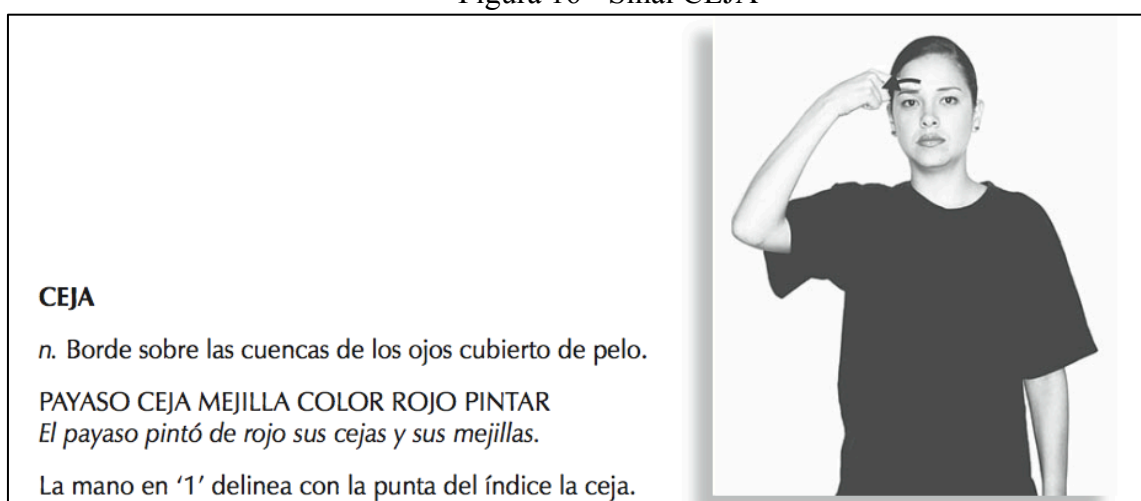 Figura 10 - Sinal CEJA
CEJA
n. Borde sobre las cuencas de los ojos cubierto de pelo.
PAYASO CEJA MEJILLA COLOR ROJO PINTAR
El payaso pintó de rojo sus cejas y sus mejillas.
La mano en ‘1’ delinea con la punta del índice la ceja.